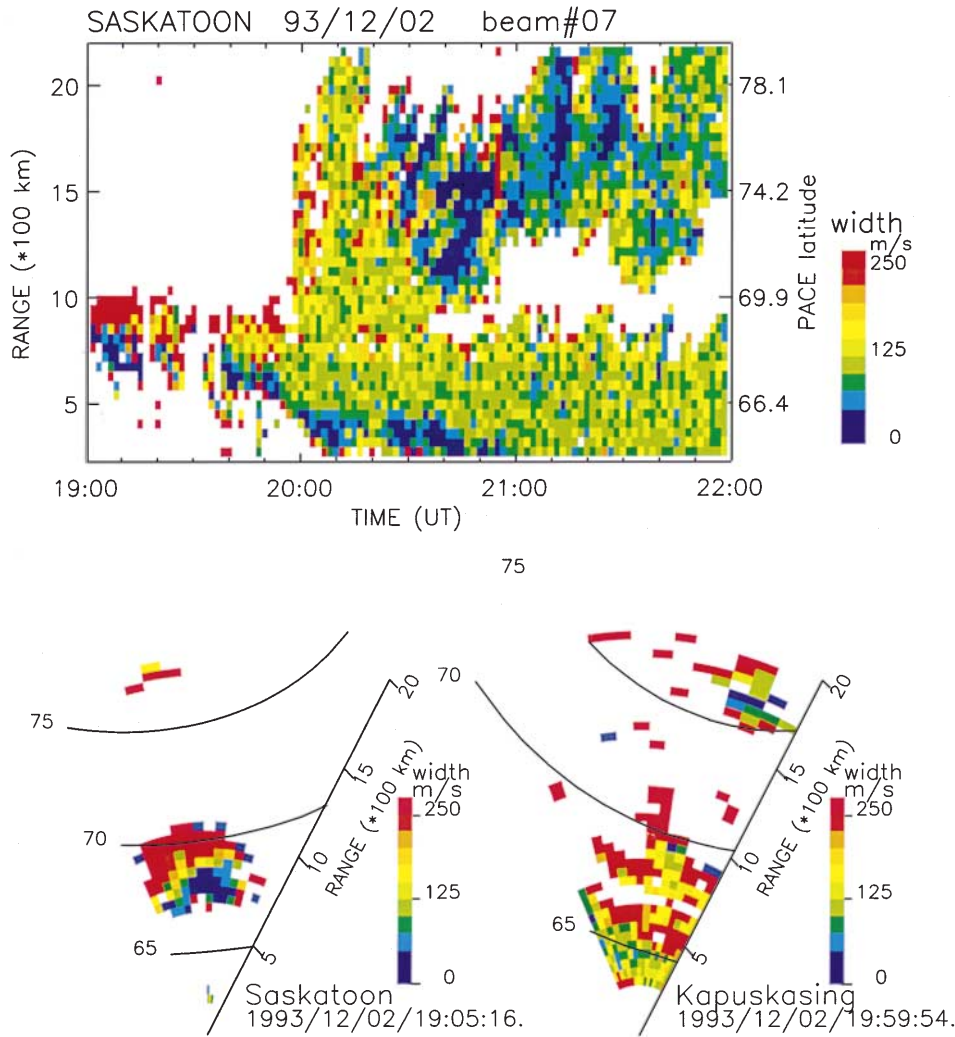 SASKATOON 93/12/02 beam#07
20
15
10
5
RANGE (*100 km)
78.1
74.2
69.9
66.4
PACE latitude
width
m/s
250
125
0
19:00 20:00 21:00 22:00
TIME (UT)
75
75
70
65
20
15
10
5
RANGE (*100 km)
width
m/s
250
125
0
Saskatoon
1993/12/02/19:05:16.
70
65
20
15
10
5
RANGE (*100 km)
width
m/s
250
125
0
Kapuskasing
1993/12/02/19:59:54.